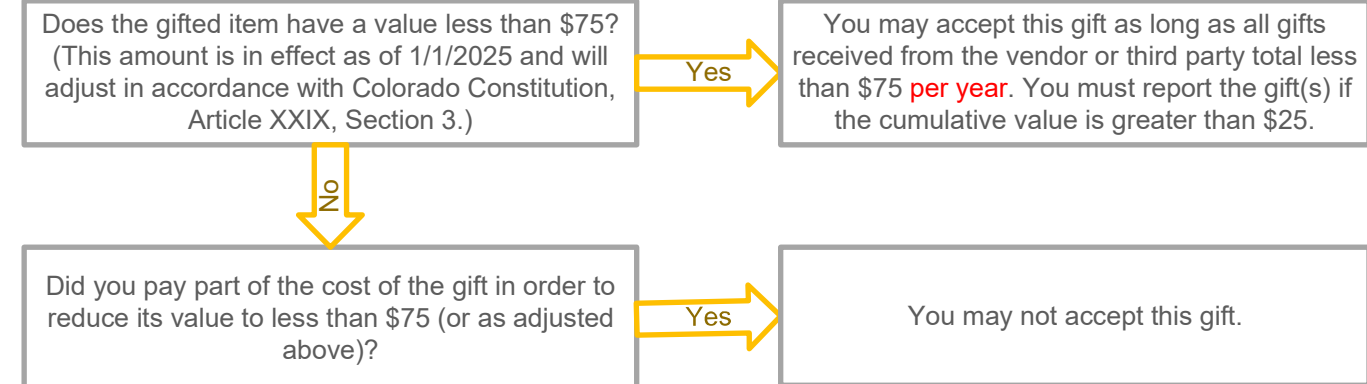 Does the gifted item have a value less than $75?
(This amount is in effect as of 1/1/2025 and will
adjust in accordance with Colorado Constitution,
Article XXIX, Section 3.)
Yes
You may accept this gift as long as all gifts
received from the vendor or third party total less
than $75 per year. You must report the gift(s) if
the cumulative value is greater than $25.
No
Did you pay part of the cost of the gift in order to
reduce its value to less than $75 (or as adjusted
above)?
Yes
You may not accept this gift.